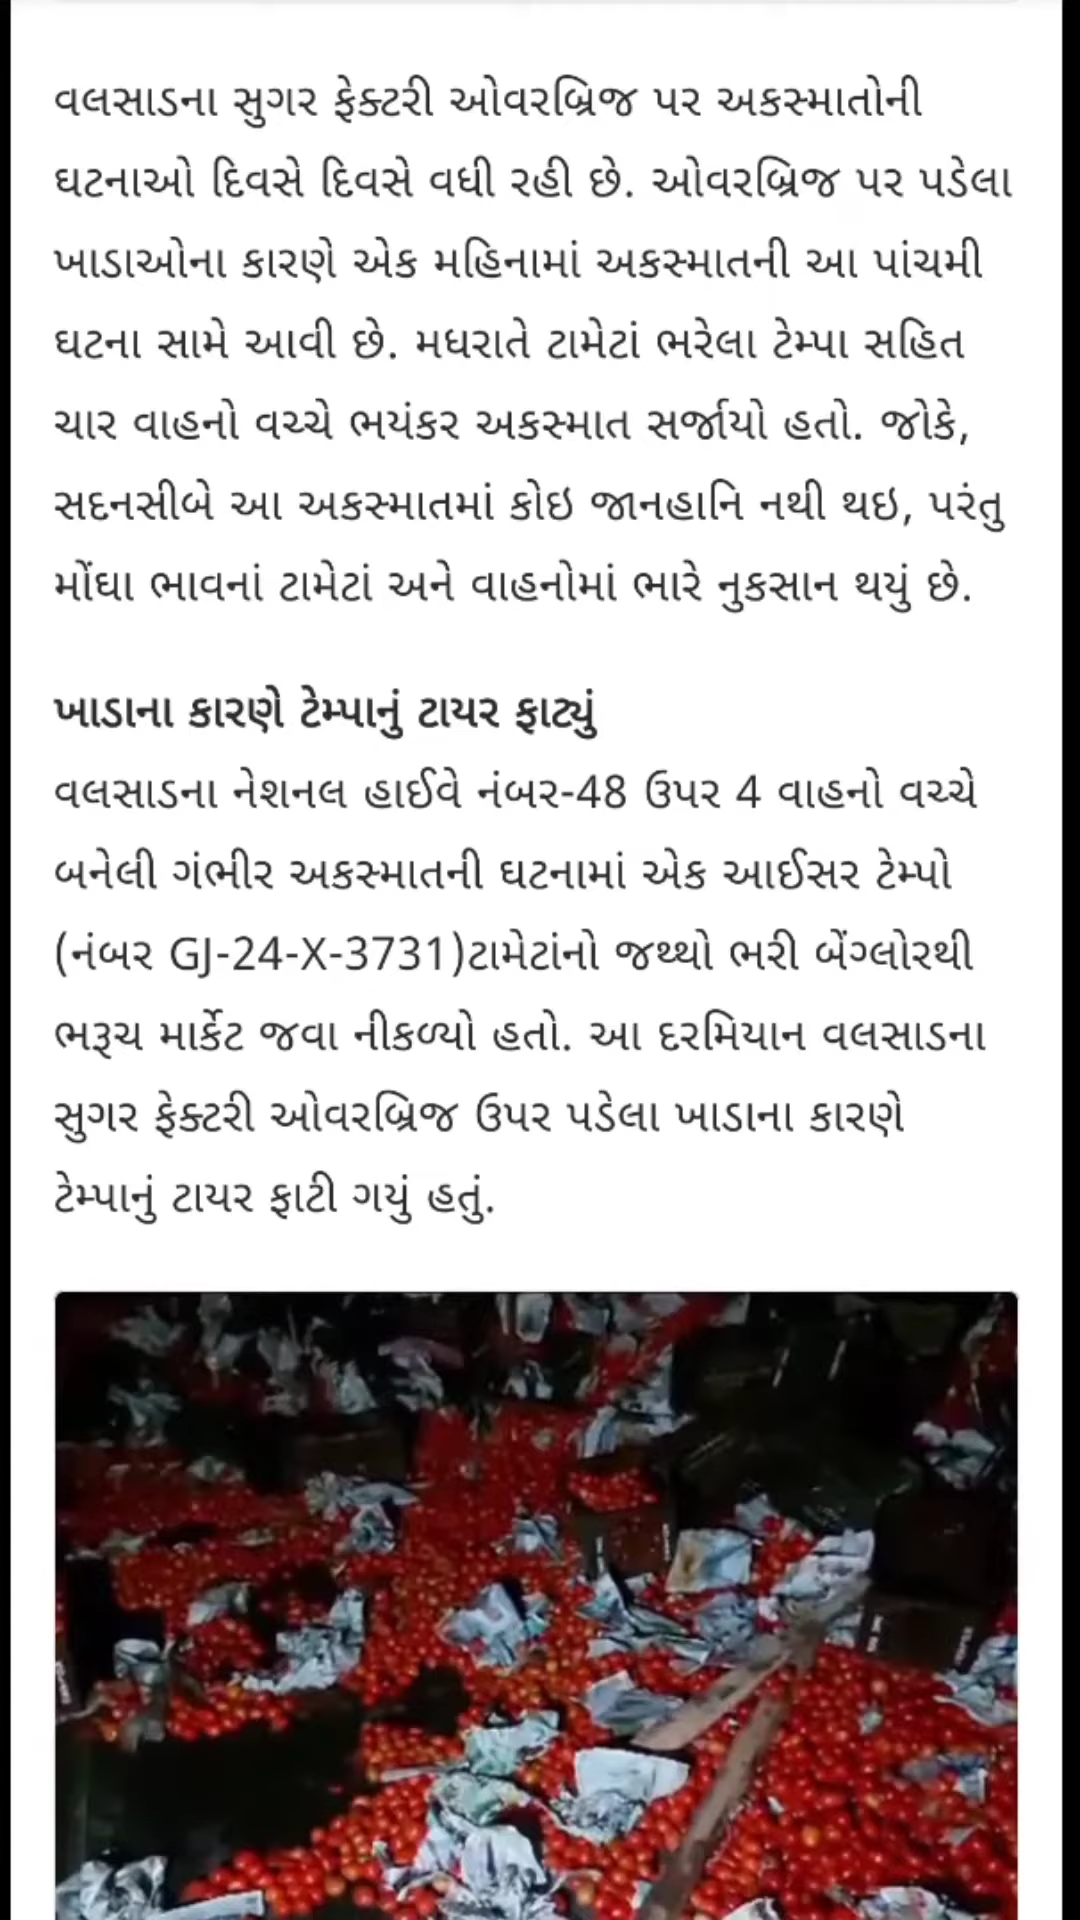 વલસાડના સુગર ફેક્ટરી ઓવરબ્રિજ પર અકસ્માતોની
ઘટનાઓ દિવસે દિવસે વધી રહી છે. ઓવરબ્રિજ પર પડેલા
ખાડાઓના કારણે એક મહિનામાં અકસ્માતની આ પાંચમી
ઘટના સામે આવી છે. મધરાતે ટામેટાં ભરેલા ટેમ્પા સહિત
ચાર વાહનો વચ્ચે ભયંકર અકસ્માત સર્જાયો હતો. જોકે,
સદનસીબે આ અકસ્માતમાં કોઇ જાનહાનિ નથી થઇ, પરંતુ
મોંઘા ભાવનાં ટામેટાં અને વાહનોમાં ભારે નુકસાન થયું છે.
ખાડાના કારણે ટેમ્પાનું ટાયર ફાટ્યું
વલસાડના નેશનલ હાઈવે નંબર-48 ઉપર 4 વાહનો વચ્ચે
બનેલી ગંભીર અકસ્માતની ઘટનામાં એક આઈસર ટેમ્પો
(નંબર GJ-24-X-3731)ટામેટાંનો જથ્થો ભરી બેંગ્લોરથી
ભરૂચ માર્કેટ જવા નીકળ્યો હતો. આ દરમિયાન વલસાડના
સુગર ફેક્ટરી ઓવરબ્રિજ ઉપર પડેલા ખાડાના કારણે
ટેમ્પાનું ટાયર ફાટી ગયું હતું.